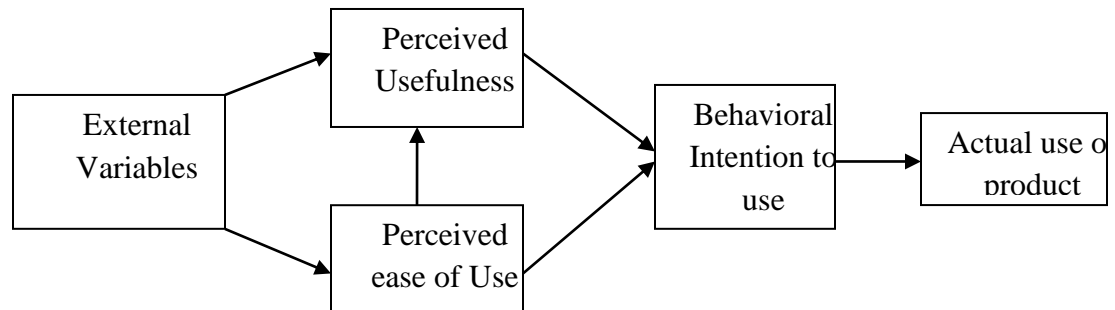 External
Variables
Perceived
Usefulness
Perceived
ease of Use
Behavioral
Intention to
use
Actual use o
product